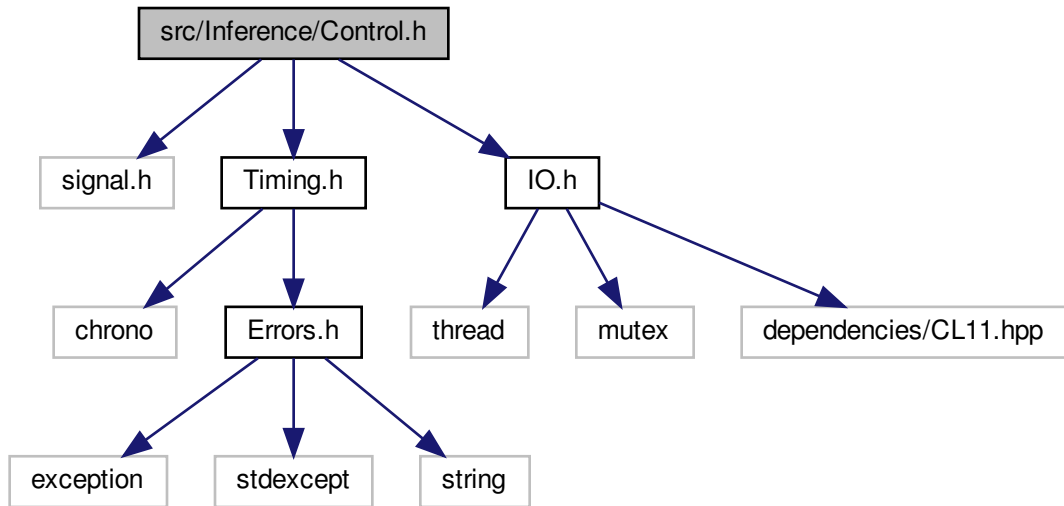 src/Inference/Control.h
signal.h
Timing.h
IO.h
chrono
Errors.h
thread
mutex
dependencies/CL11.hpp
exception
stdexcept
string